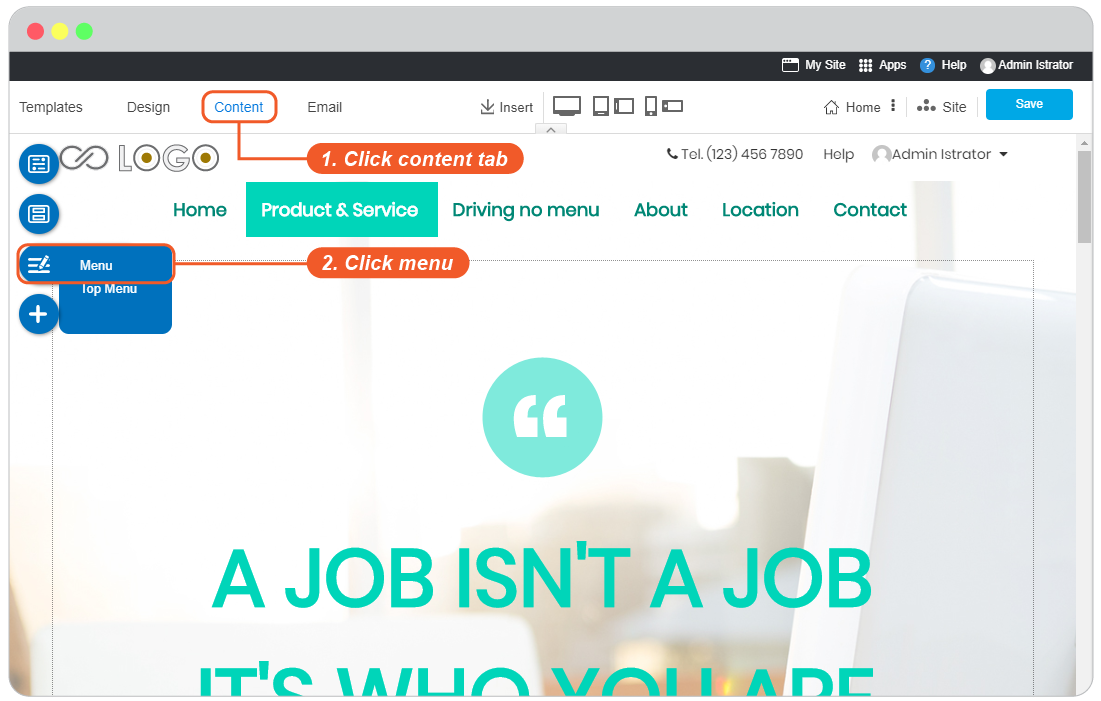 My Site Apps ? Help Admin Istrator
Templates Design Content Email Insert Home Site Save
1. Click content tab
LOGO Tel. (123) 456 7890 Help Admin Istrator
Home Product & Service Driving no menu About Location Contact
2. Click menu
Menu
Top Menu
“
A JOB ISN'T A JOB
IT'S WHO YOU ARE